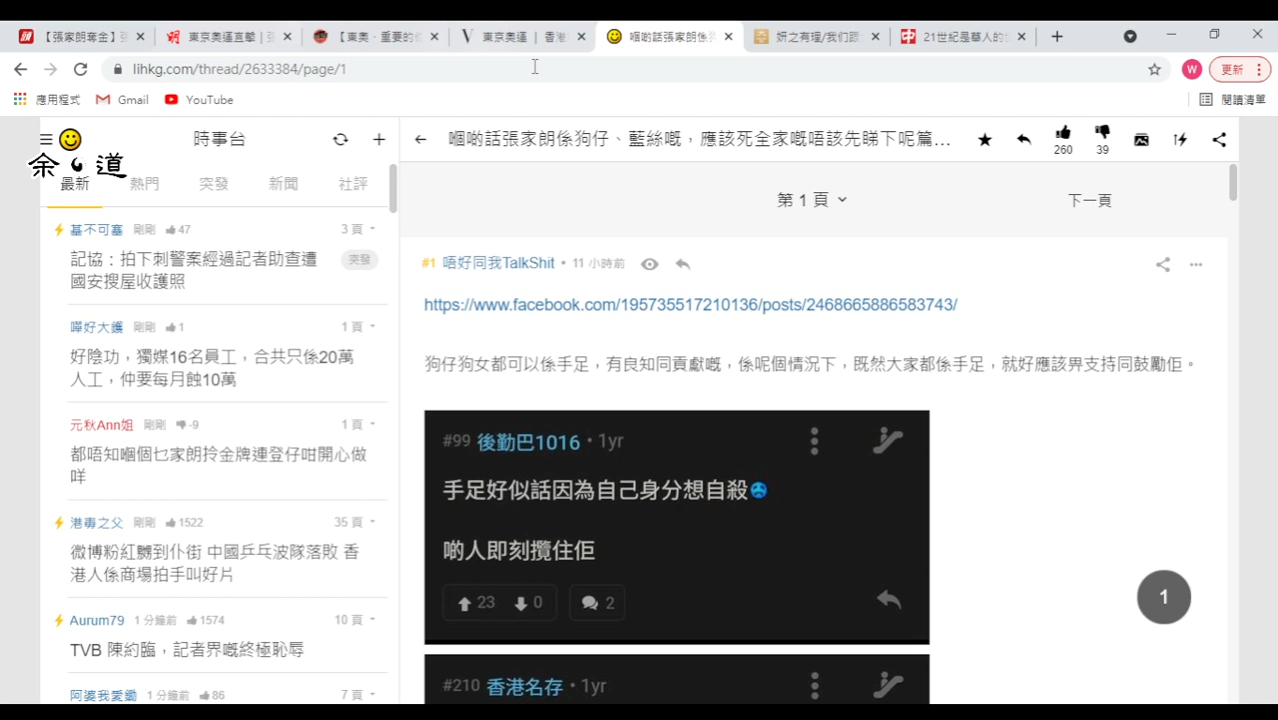 【張家朗奪金】
東京奧運直擊 |
【東奧‧重要的
東京奧運 | 香港
嗰啲話張家朗係狗
妍之有理/我们跟
21世紀是華人的
lihkg.com/thread/2633384/page/1
W
更新
應用程式
Gmail
YouTube
閱讀清單
時事台
余 道
最新
熱門
突發
新聞
社評
基不可塞 剛剛 47 3 頁
記協：拍下刺警案經過記者助查遭
國安搜屋收護照
突發
嘩好大鑊 剛剛 1 1 頁
好陰功，獨媒16名員工，合共只係20萬
人工，仲要每月蝕10萬
元秋Ann姐 剛剛 -9 1 頁
都唔知嗰個乜家朗拎金牌連登仔咁開心做
咩
港毒之父 剛剛 1522 35 頁
微博粉紅嬲到仆街 中國乒乓波隊落敗 香
港人係商場拍手叫好片
Aurum79 1 分鐘前 1574 10 頁
TVB 陳約臨，記者界嘅終極恥辱
阿婆我愛鋤 1 分鐘前 86 7 頁
嗰啲話張家朗係狗仔、藍絲嘅，應該死全家嘅唔該先睇下呢篇...
260
39
第 1 頁
下一頁
#1 唔好同我TalkShit • 11 小時前
https://www.facebook.com/195735517210136/posts/2468665886583743/
狗仔狗女都可以係手足，有良知同貢獻嘅，係呢個情況下，既然大家都係手足，就好應該畀支持同鼓勵佢。
#99 後勤巴1016 • 1yr
手足好似話因為自己身分想自殺
啲人即刻攬住佢
23 0 2
1
#210 香港名存 • 1yr